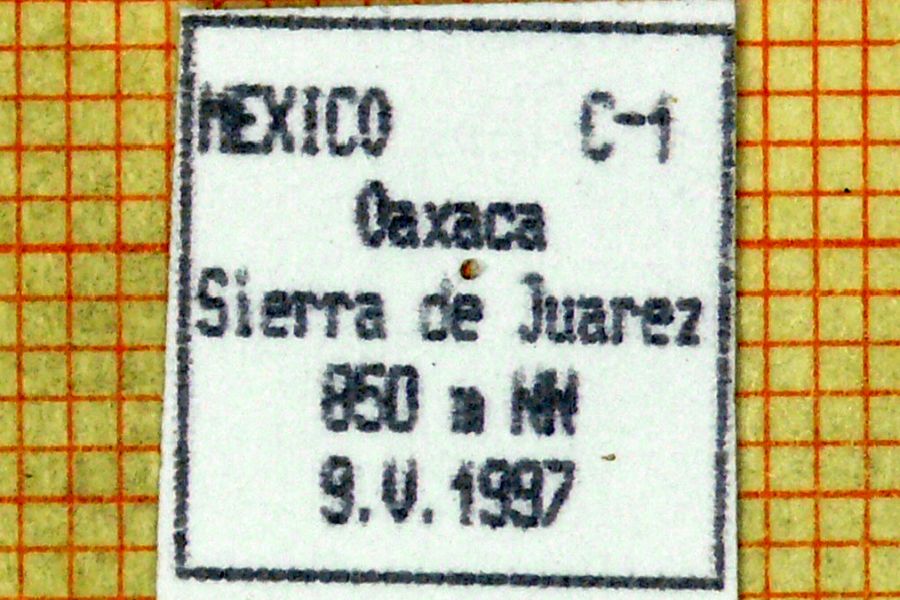 MEXICO C-1
Oaxaca
Sierra de Juarez
850 m NN
9.V.1997